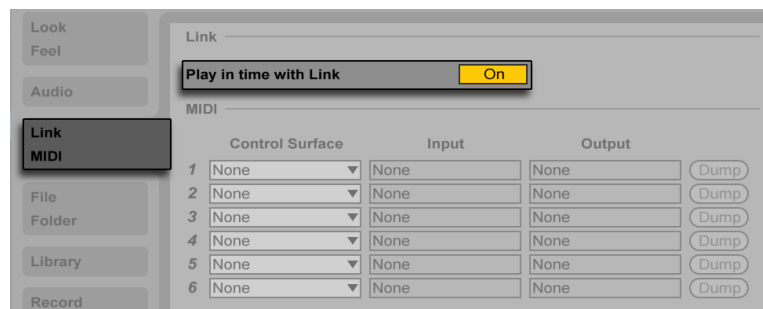 Look
Feel
Audio
Link
MIDI
File
Folder
Library
Record
Link
Play in time with Link On
MIDI
Control Surface Input Output
1 None None None Dump
2 None None None Dump
3 None None None Dump
4 None None None Dump
5 None None None Dump
6 None None None Dump